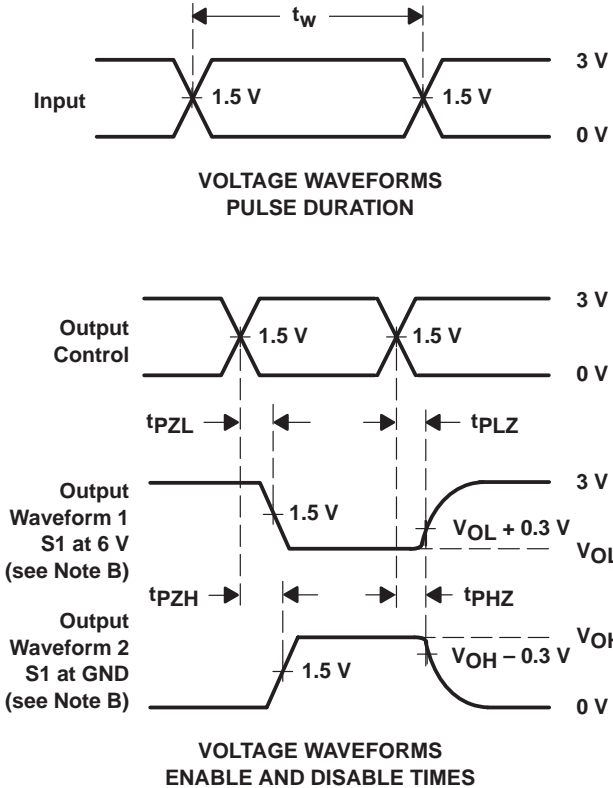 tw
Input
1.5 V
1.5 V
3 V
0 V
VOLTAGE WAVEFORMS
PULSE DURATION
Output
Control
1.5 V
1.5 V
3 V
0 V
tPZL
tPLZ
Output
Waveform 1
S1 at 6 V
(see Note B)
1.5 V
3 V
VOL + 0.3 V
VOL
tPZH
tPHZ
Output
Waveform 2
S1 at GND
(see Note B)
1.5 V
VOH
VOH – 0.3 V
0 V
VOLTAGE WAVEFORMS
ENABLE AND DISABLE TIMES